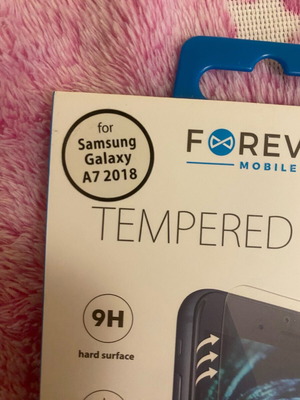 for
Samsung
Galaxy
A7 2018
FOREV
MOBILE
TEMPERED
9H
hard surface